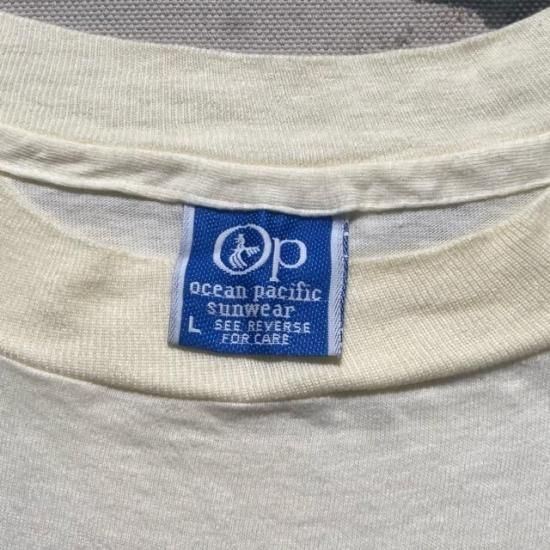 Op
ocean pacific
sunwear
L SEE REVERSE
FOR CARE